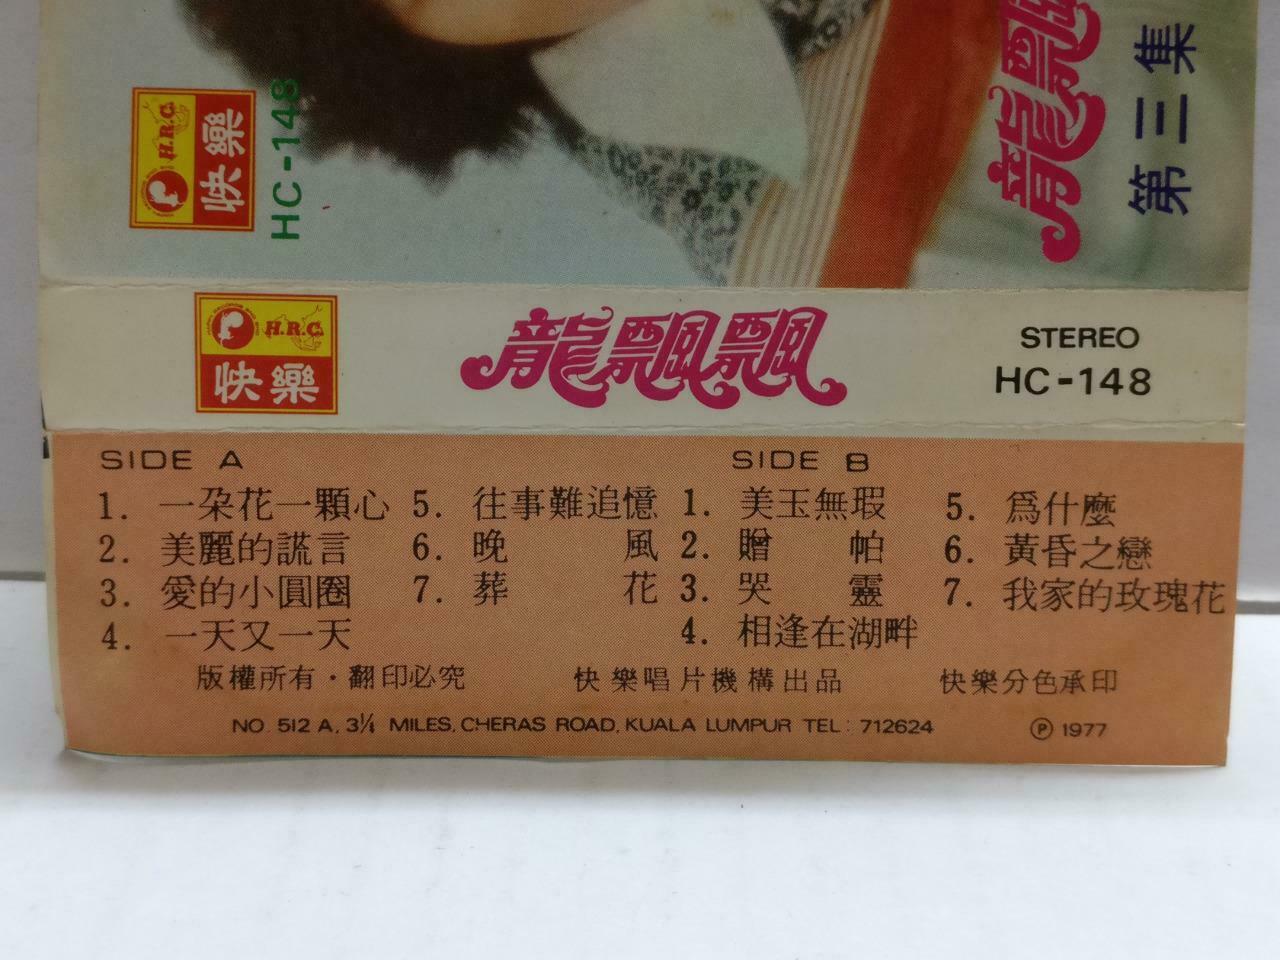 H.R.C.
快樂
HC-148
龍飄
第三集
H.R.C.
快樂
龍飄飄
STEREO
HC-148
SIDE A
1. 一朶花一顆心
2. 美麗的謊言
3. 愛的小圓圈
4. 一天又一天
5. 往事難追憶
6. 晚風
7. 葬花
SIDE B
1. 美玉無瑕
2. 贈帕
3. 哭靈
4. 相逢在湖畔
5. 爲什麼
6. 黃昏之戀
7. 我家的玫瑰花
版權所有·翻印必究
快樂唱片機構出品
快樂分色承印
NO. 512 A, 3¼ MILES, CHERAS ROAD, KUALA LUMPUR TEL: 712624
Ⓟ 1977